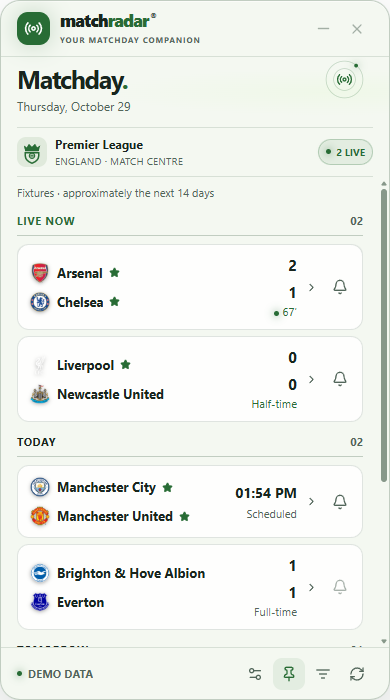 matchradar®
YOUR MATCHDAY COMPANION
Matchday.
Thursday, October 29
Premier League
ENGLAND · MATCH CENTRE
2 LIVE
Fixtures · approximately the next 14 days
LIVE NOW 02
Arsenal 2
Chelsea 1
67'
Liverpool 0
Newcastle United 0
Half-time
TODAY 02
Manchester City 01:54 PM
Manchester United Scheduled
Brighton & Hove Albion 1
Everton 1
Full-time
DEMO DATA